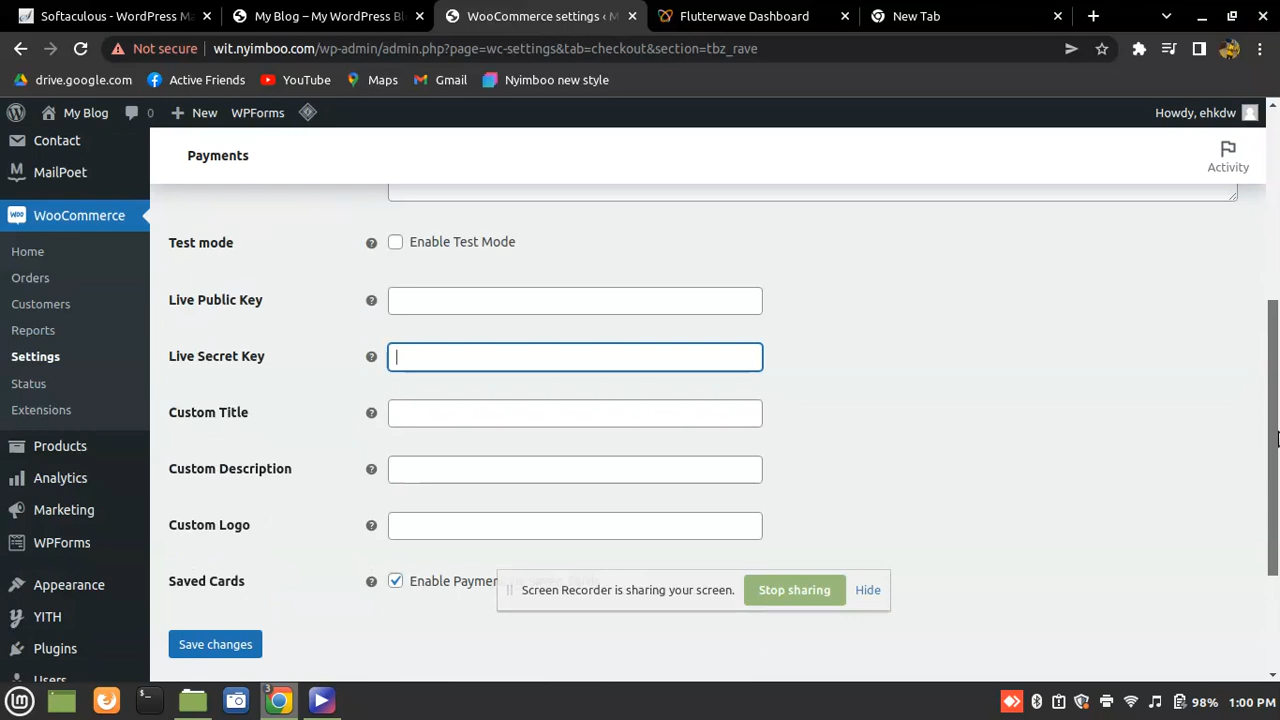 Softaculous - WordPress Ma
My Blog – My WordPress Bl
WooCommerce settings ‹ M
Flutterwave Dashboard
New Tab
Not secure
wit.nyimboo.com/wp-admin/admin.php?page=wc-settings&tab=checkout&section=tbz_rave
drive.google.com
Active Friends
YouTube
Maps
Gmail
Nyimboo new style
My Blog
0
New
WPForms
Howdy, ehkdw
Contact
MailPoet
WooCommerce
Home
Orders
Customers
Reports
Settings
Status
Extensions
Products
Analytics
Marketing
WPForms
Appearance
YITH
Plugins
Users
Payments
Activity
Test mode
Enable Test Mode
Live Public Key
Live Secret Key
Custom Title
Custom Description
Custom Logo
Saved Cards
Enable Paymen
Screen Recorder is sharing your screen.
Stop sharing
Hide
Save changes
3
98%
1:00 PM